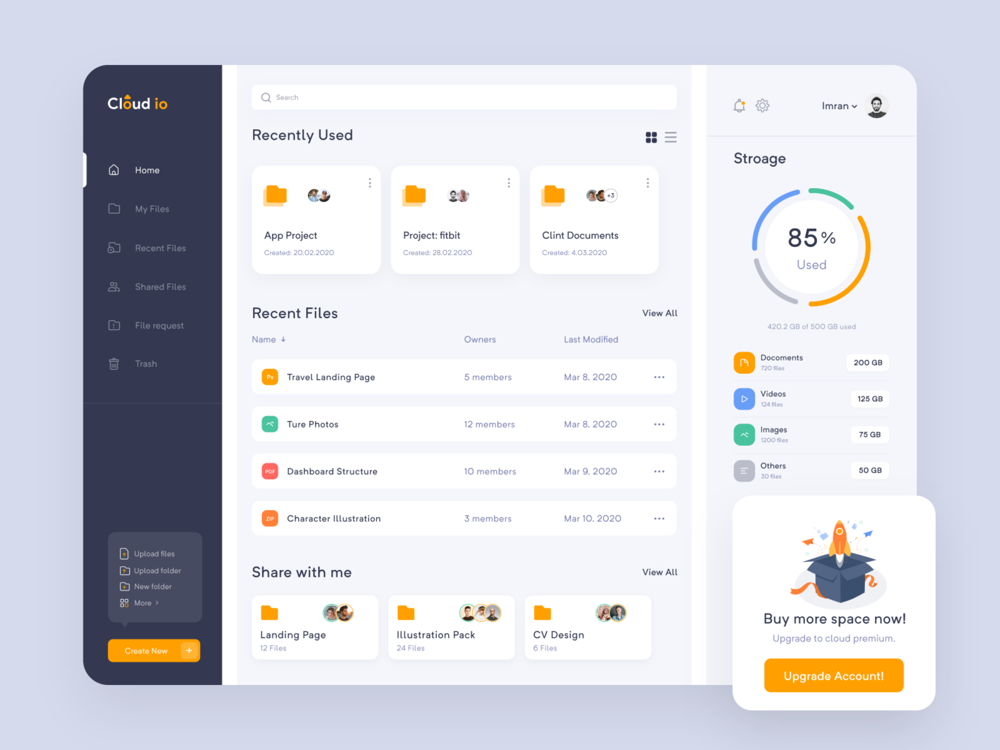 Cloud io
Home
My Files
Recent Files
Shared Files
File request
Trash
Upload files
Upload folder
New folder
More >
Create New +
Search
Recently Used
App Project
Created: 20.02.2020
Project: fitbit
Created: 28.02.2020
+3
Clint Documents
Created: 4.03.2020
Recent Files View All
Name ↓ Owners Last Modified
Ps Travel Landing Page 5 members Mar 8. 2020
Ture Photos 12 members Mar 8. 2020
PDF Dashboard Structure 10 members Mar 9. 2020
ZIP Character Illustration 3 members Mar 10. 2020
Share with me View All
Landing Page
12 Files
Illustration Pack
24 Files
CV Design
6 Files
Imran
Stroage
85%
Used
420.2 GB of 500 GB used
Docoments
720 files
200 GB
Videos
124 files
125 GB
Images
1200 files
75 GB
Others
30 files
50 GB
Buy more space now!
Upgrade to cloud premium.
Upgrade Account!